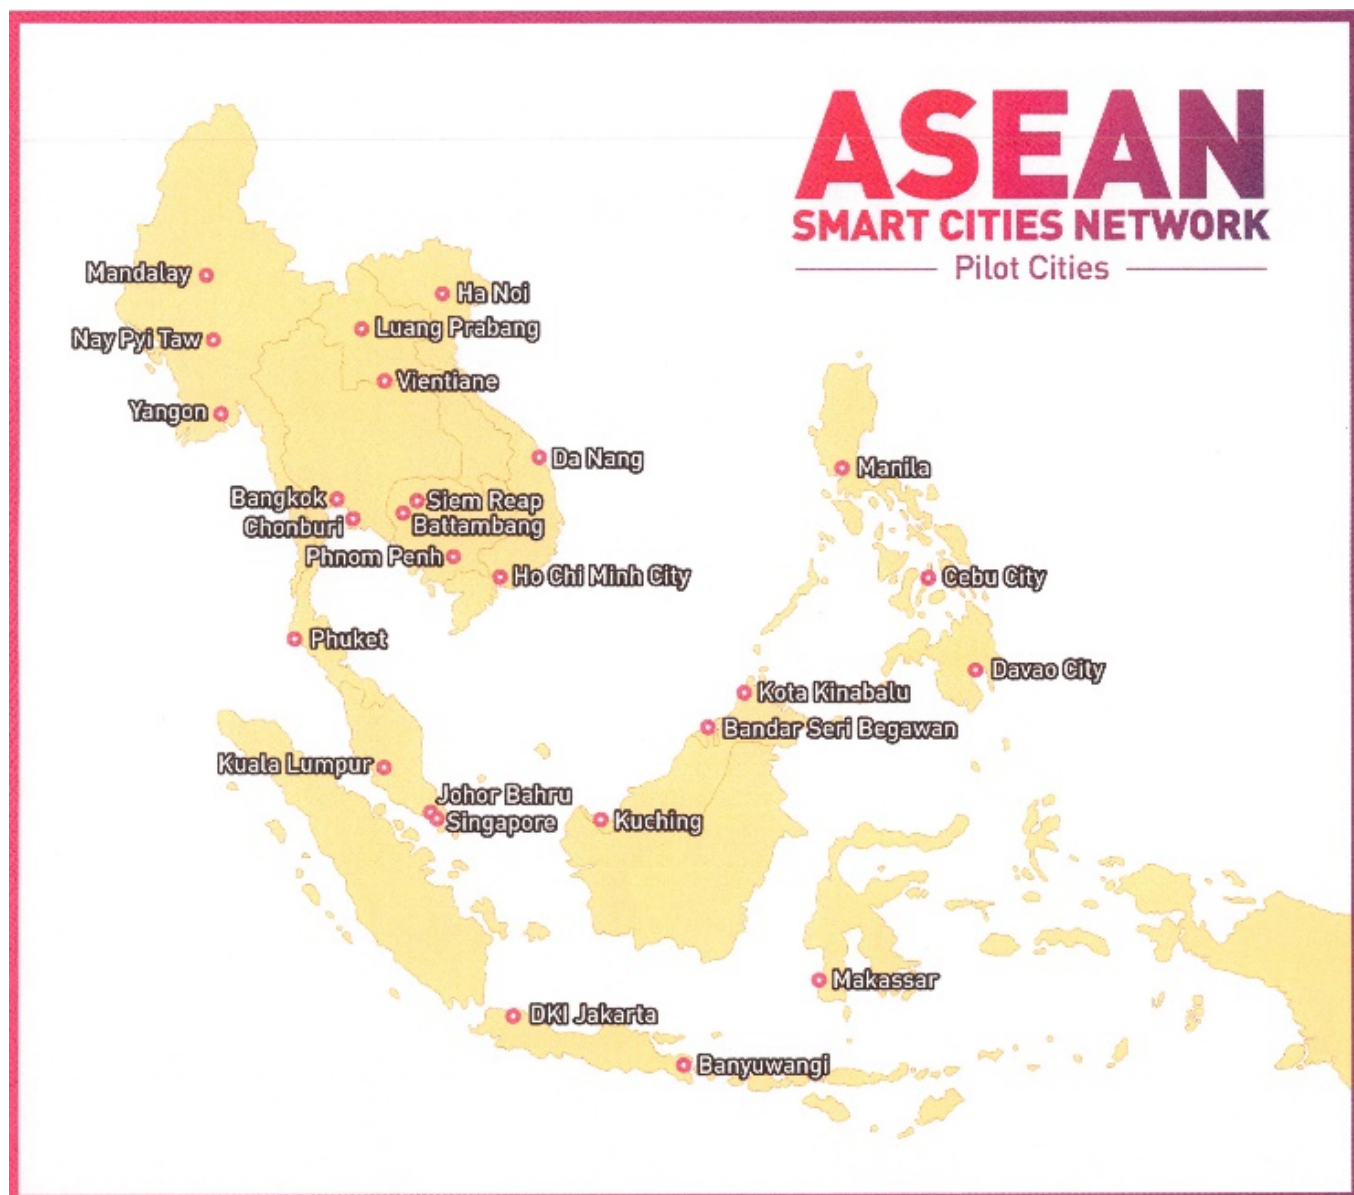 ASEAN
SMART CITIES NETWORK
Pilot Cities
Mandalay
Ha Noi
Luang Prabang
Nay Pyi Taw
Vientiane
Yangon
Da Nang
Manila
Bangkok
Siem Reap
Chonburi
Battambang
Phnom Penh
Ho Chi Minh City
Cebu City
Phuket
Davao City
Kota Kinabalu
Bandar Seri Begawan
Kuala Lumpur
Johor Bahru
Singapore
Kuching
Makassar
DKI Jakarta
Banyuwangi